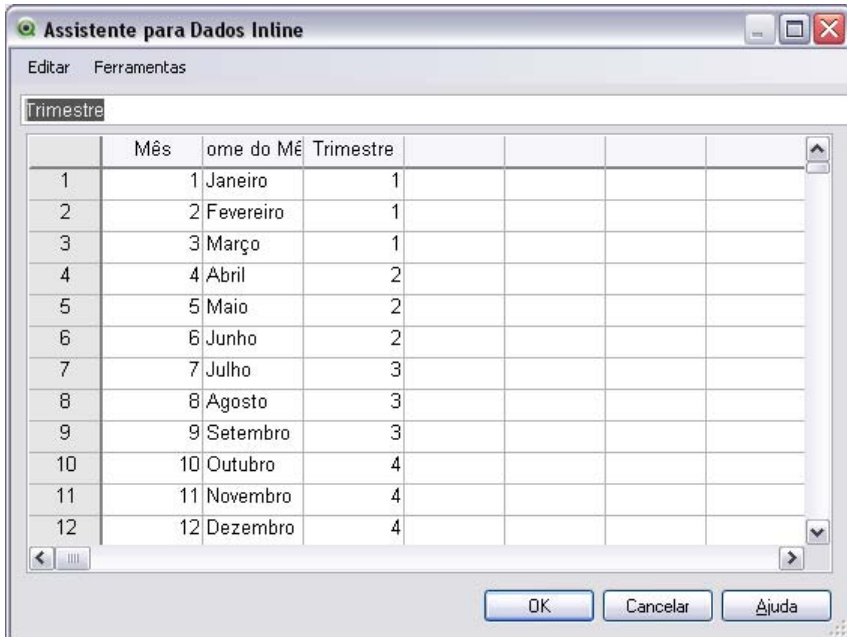 Assistente para Dados Inline
Editar Ferramentas
Trimestre
Mês ome do Mê Trimestre
1 1 Janeiro 1
2 2 Fevereiro 1
3 3 Março 1
4 4 Abril 2
5 5 Maio 2
6 6 Junho 2
7 7 Julho 3
8 8 Agosto 3
9 9 Setembro 3
10 10 Outubro 4
11 11 Novembro 4
12 12 Dezembro 4
OK Cancelar Ajuda